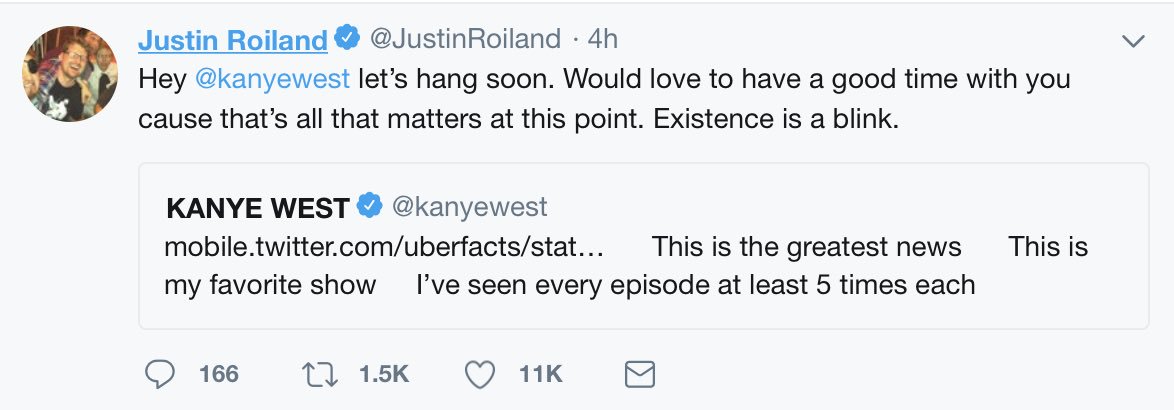 Justin Roiland @JustinRoiland · 4h
Hey @kanyewest let’s hang soon. Would love to have a good time with you
cause that’s all that matters at this point. Existence is a blink.
KANYE WEST @kanyewest
mobile.twitter.com/uberfacts/stat… This is the greatest news This is
my favorite show I’ve seen every episode at least 5 times each
166 1.5K 11K